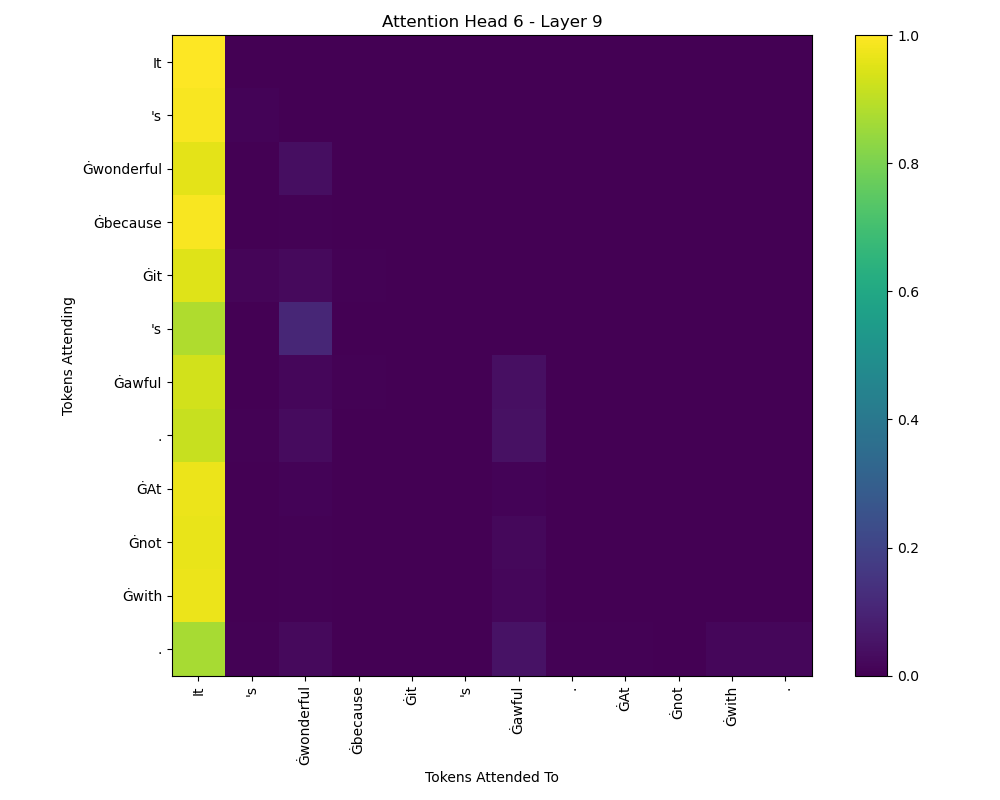 Attention Head 6 - Layer 9
It
's
Ġwonderful
Ġbecause
Ġit
's
Ġawful
.
ĠAt
Ġnot
Ġwith
.
Tokens Attending
It
's
Ġwonderful
Ġbecause
Ġit
's
Ġawful
.
ĠAt
Ġnot
Ġwith
.
Tokens Attended To
1.0
0.8
0.6
0.4
0.2
0.0